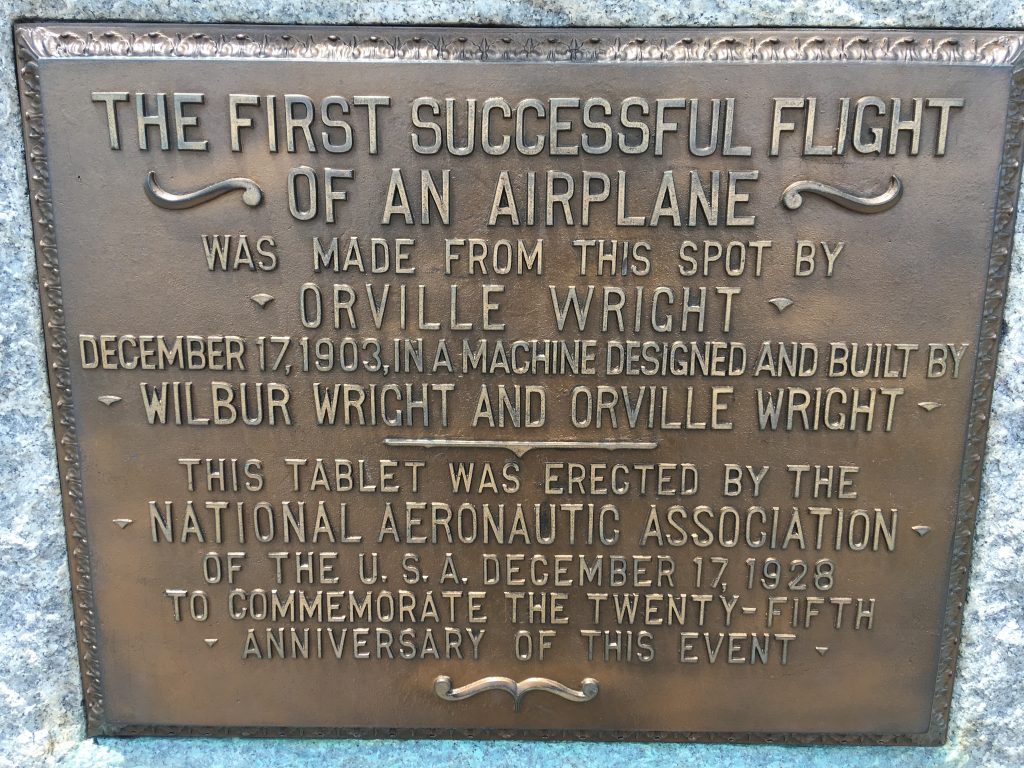 THE FIRST SUCCESSFUL FLIGHT
OF AN AIRPLANE
WAS MADE FROM THIS SPOT BY
ORVILLE WRIGHT
DECEMBER 17, 1903, IN A MACHINE DESIGNED AND BUILT BY
WILBUR WRIGHT AND ORVILLE WRIGHT
THIS TABLET WAS ERECTED BY THE
NATIONAL AERONAUTIC ASSOCIATION
OF THE U. S. A. DECEMBER 17, 1928
TO COMMEMORATE THE TWENTY-FIFTH
ANNIVERSARY OF THIS EVENT